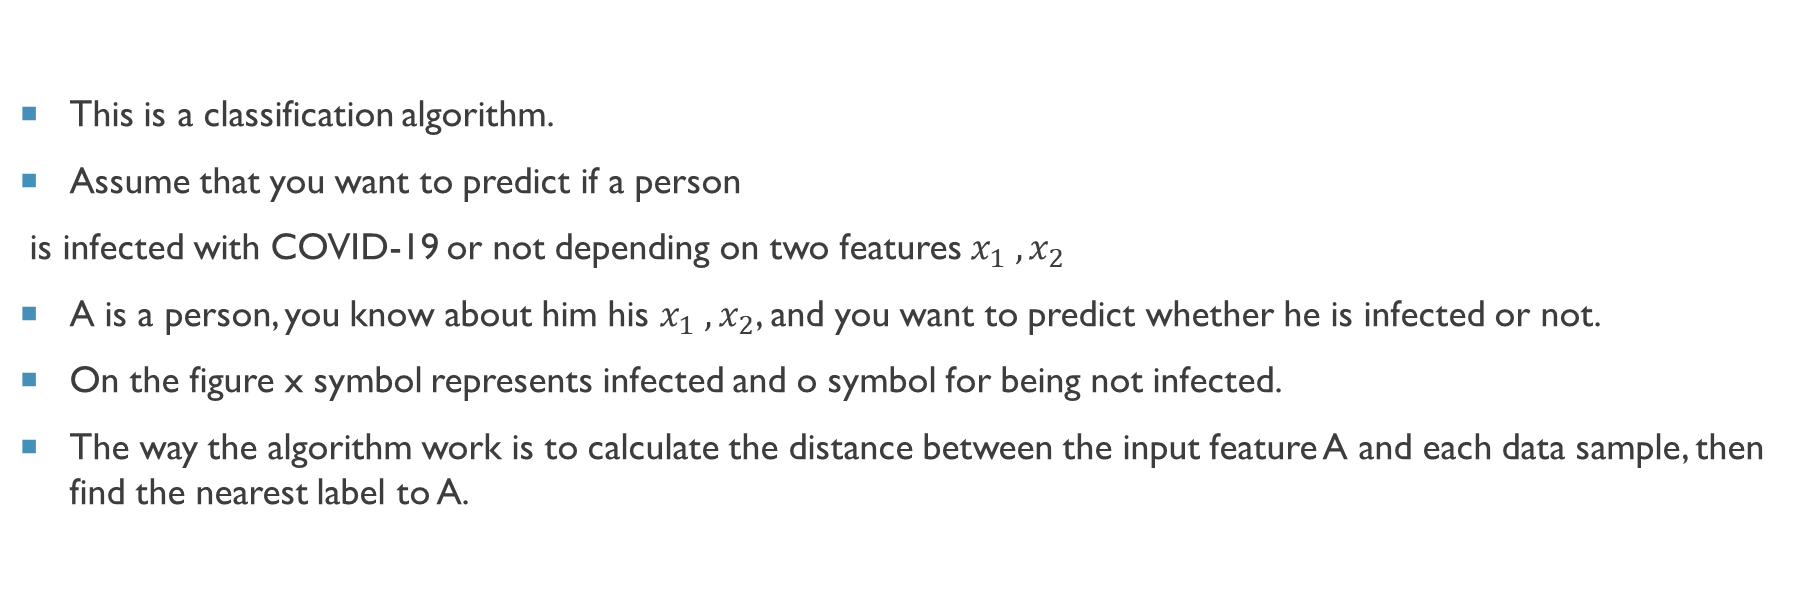 ▪ This is a classification algorithm.
▪ Assume that you want to predict if a person
is infected with COVID-19 or not depending on two features x₁ , x₂
▪ A is a person, you know about him his x₁ , x₂, and you want to predict whether he is infected or not.
▪ On the figure x symbol represents infected and o symbol for being not infected.
▪ The way the algorithm work is to calculate the distance between the input feature A and each data sample, then
find the nearest label to A.